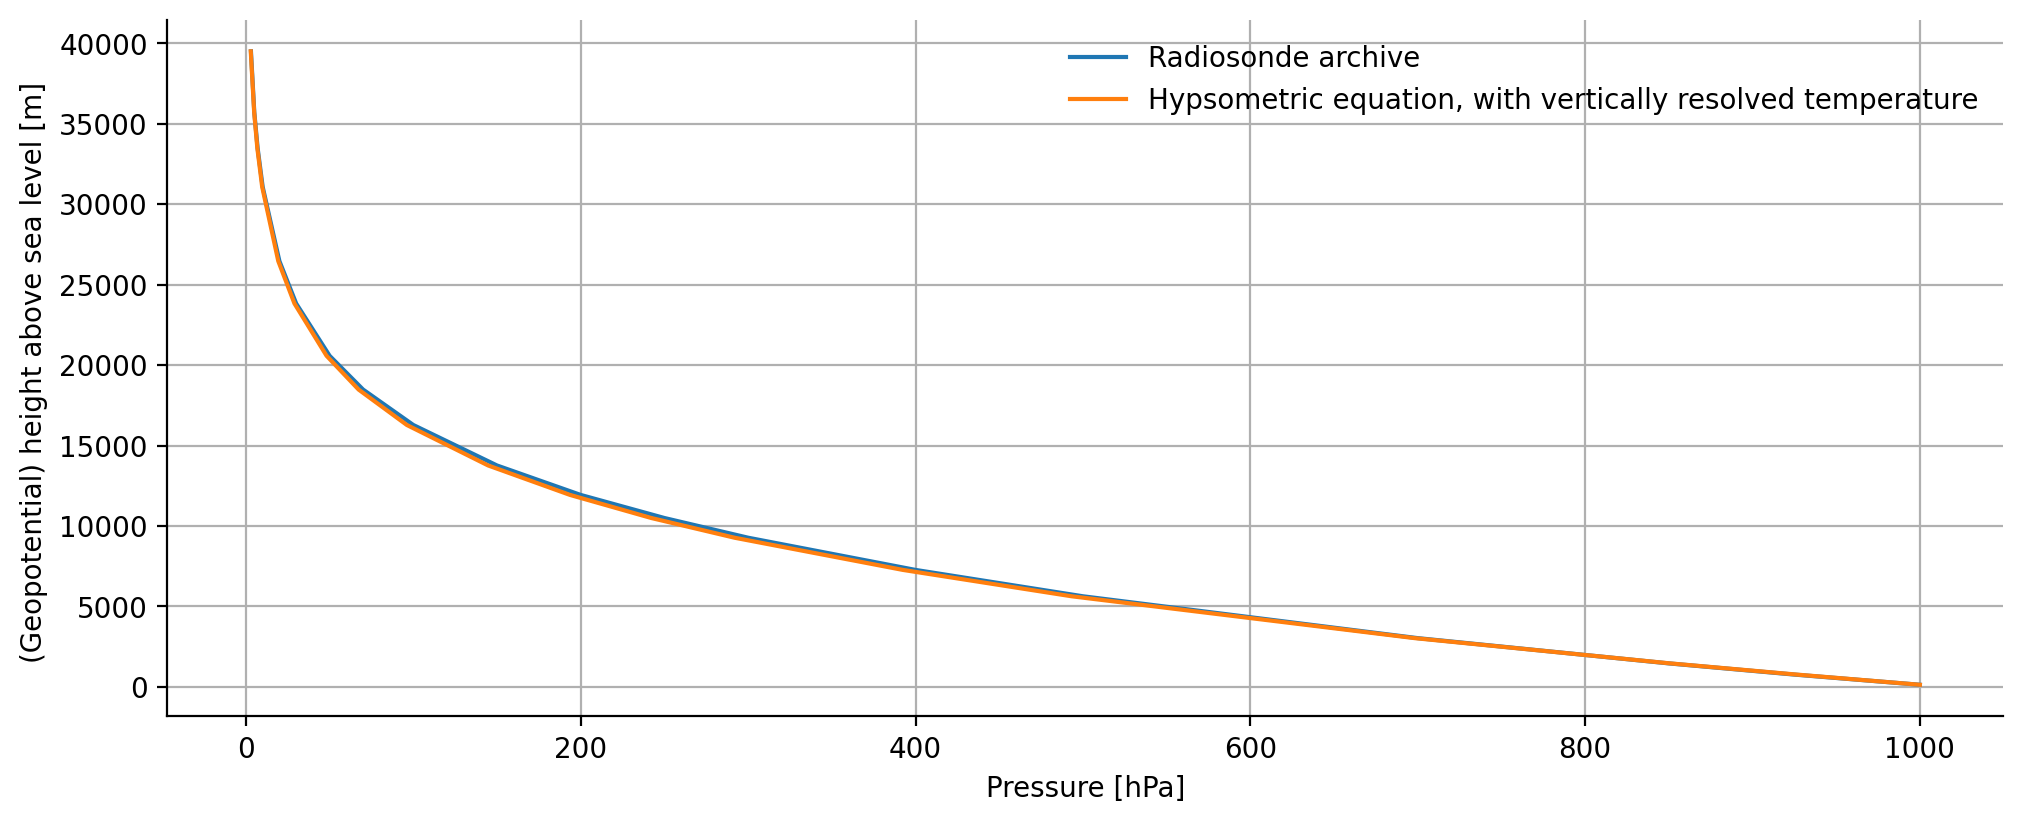 (Geopotential) height above sea level [m]
40000
35000
30000
25000
20000
15000
10000
5000
0
Radiosonde archive
Hypsometric equation, with vertically resolved temperature
0 200 400 600 800 1000
Pressure [hPa]